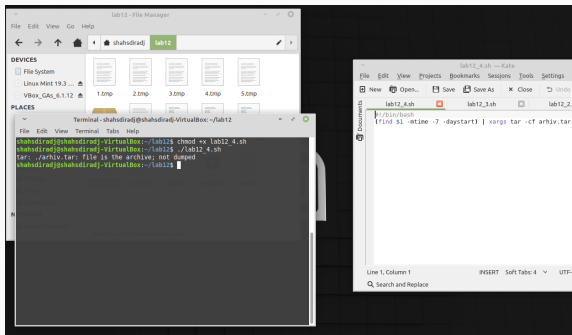 lab12 - File Manager
File Edit View Go Help
shahsdiradj lab12
DEVICES
File System
Linux Mint 19.3 ...
VBox_GAs_6.1.12
PLACES
1.tmp 2.tmp 3.tmp 4.tmp 5.tmp
Terminal - shahsdiradj@shahsdiradj-VirtualBox: ~/lab12
File Edit View Terminal Tabs Help
shahsdiradj@shahsdiradj-VirtualBox:~/lab12$ chmod +x lab12_4.sh
shahsdiradj@shahsdiradj-VirtualBox:~/lab12$ ./lab12_4.sh
tar: ./arhiv.tar: file is the archive; not dumped
shahsdiradj@shahsdiradj-VirtualBox:~/lab12$
lab12_4.sh — Kate
File Edit View Projects Bookmarks Sessions Tools Settings
New Open... Save Save As Close Undo
lab12_4.sh lab12_3.sh lab12_2.
Documents
#!/bin/bash
(find $1 -mtime -7 -daystart) | xargs tar -cf arhiv.tar
Line 1, Column 1 INSERT Soft Tabs: 4 UTF-
Search and Replace